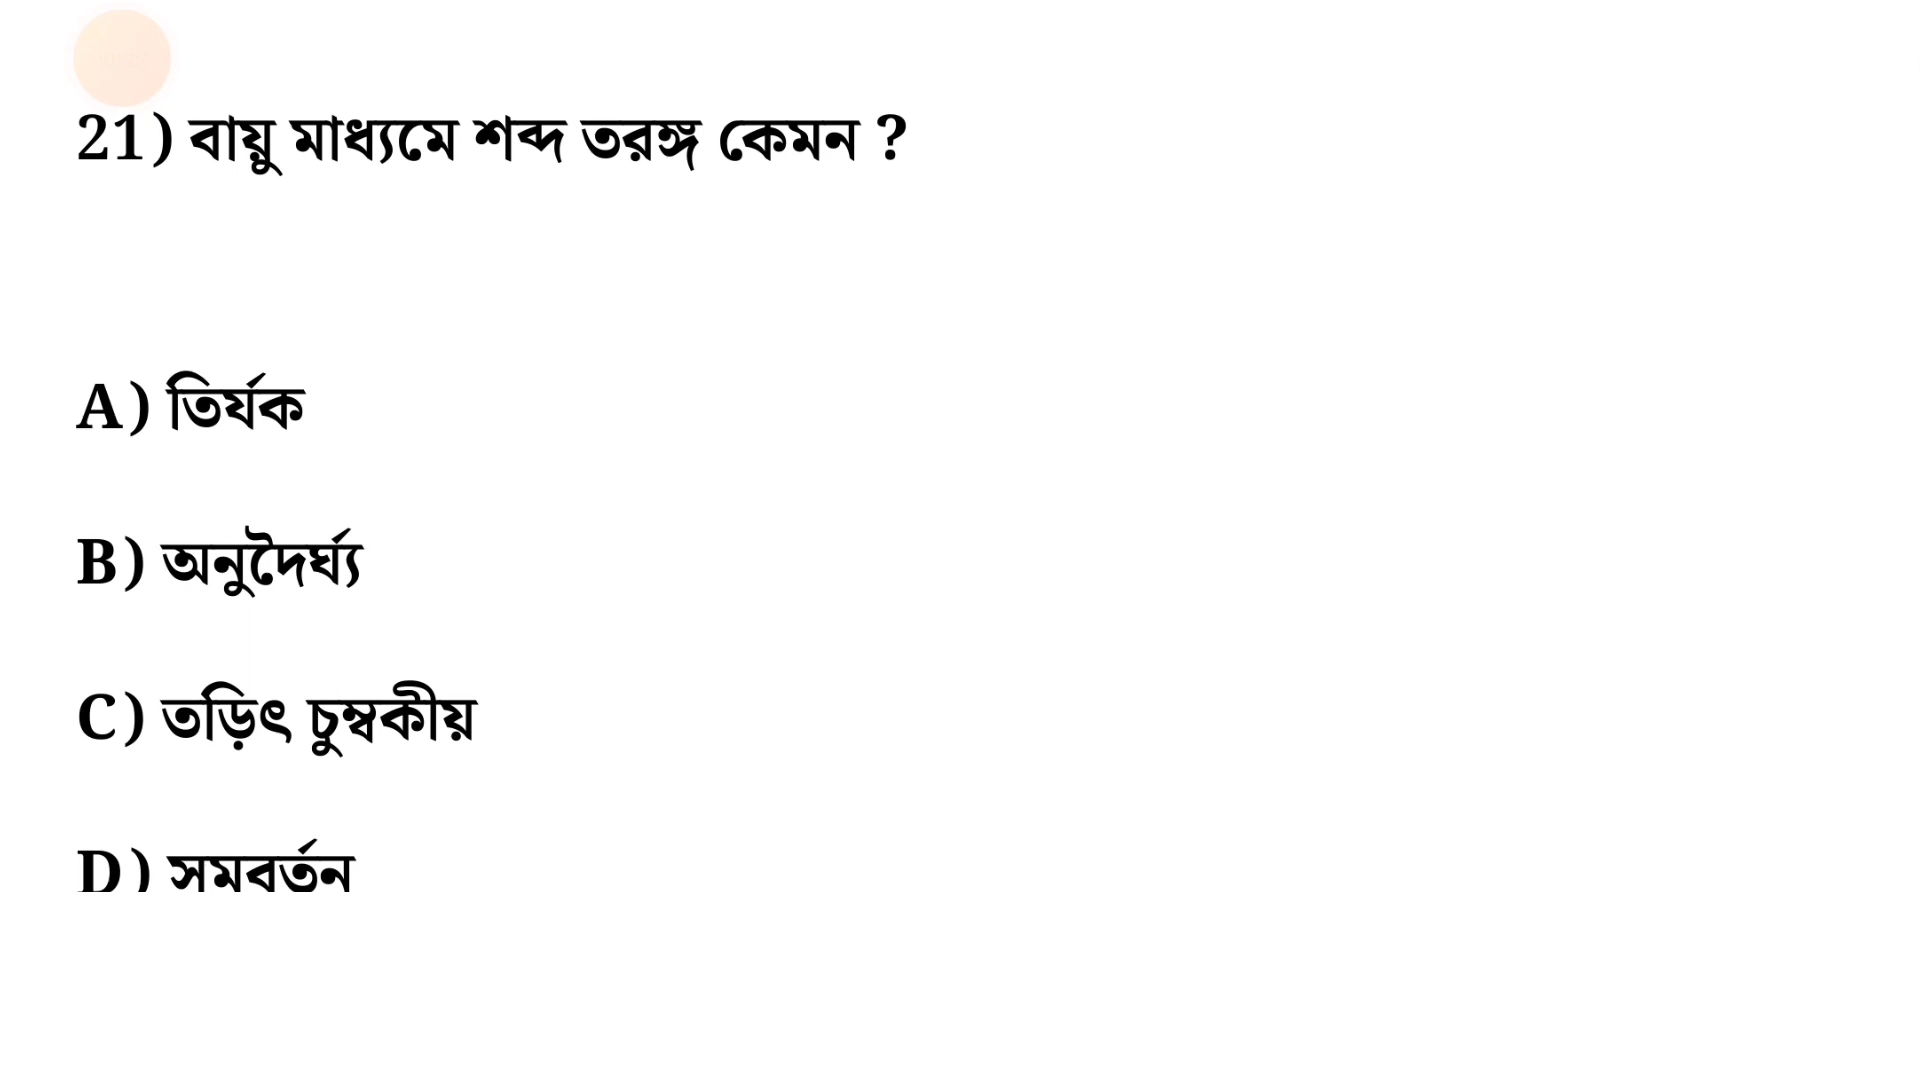 21) বায়ু মাধ্যমে শব্দ তরঙ্গ কেমন ?
A) তির্যক
B) অনুদৈর্ঘ্য
C) তড়িৎ চুম্বকীয়
D) সমবর্তন